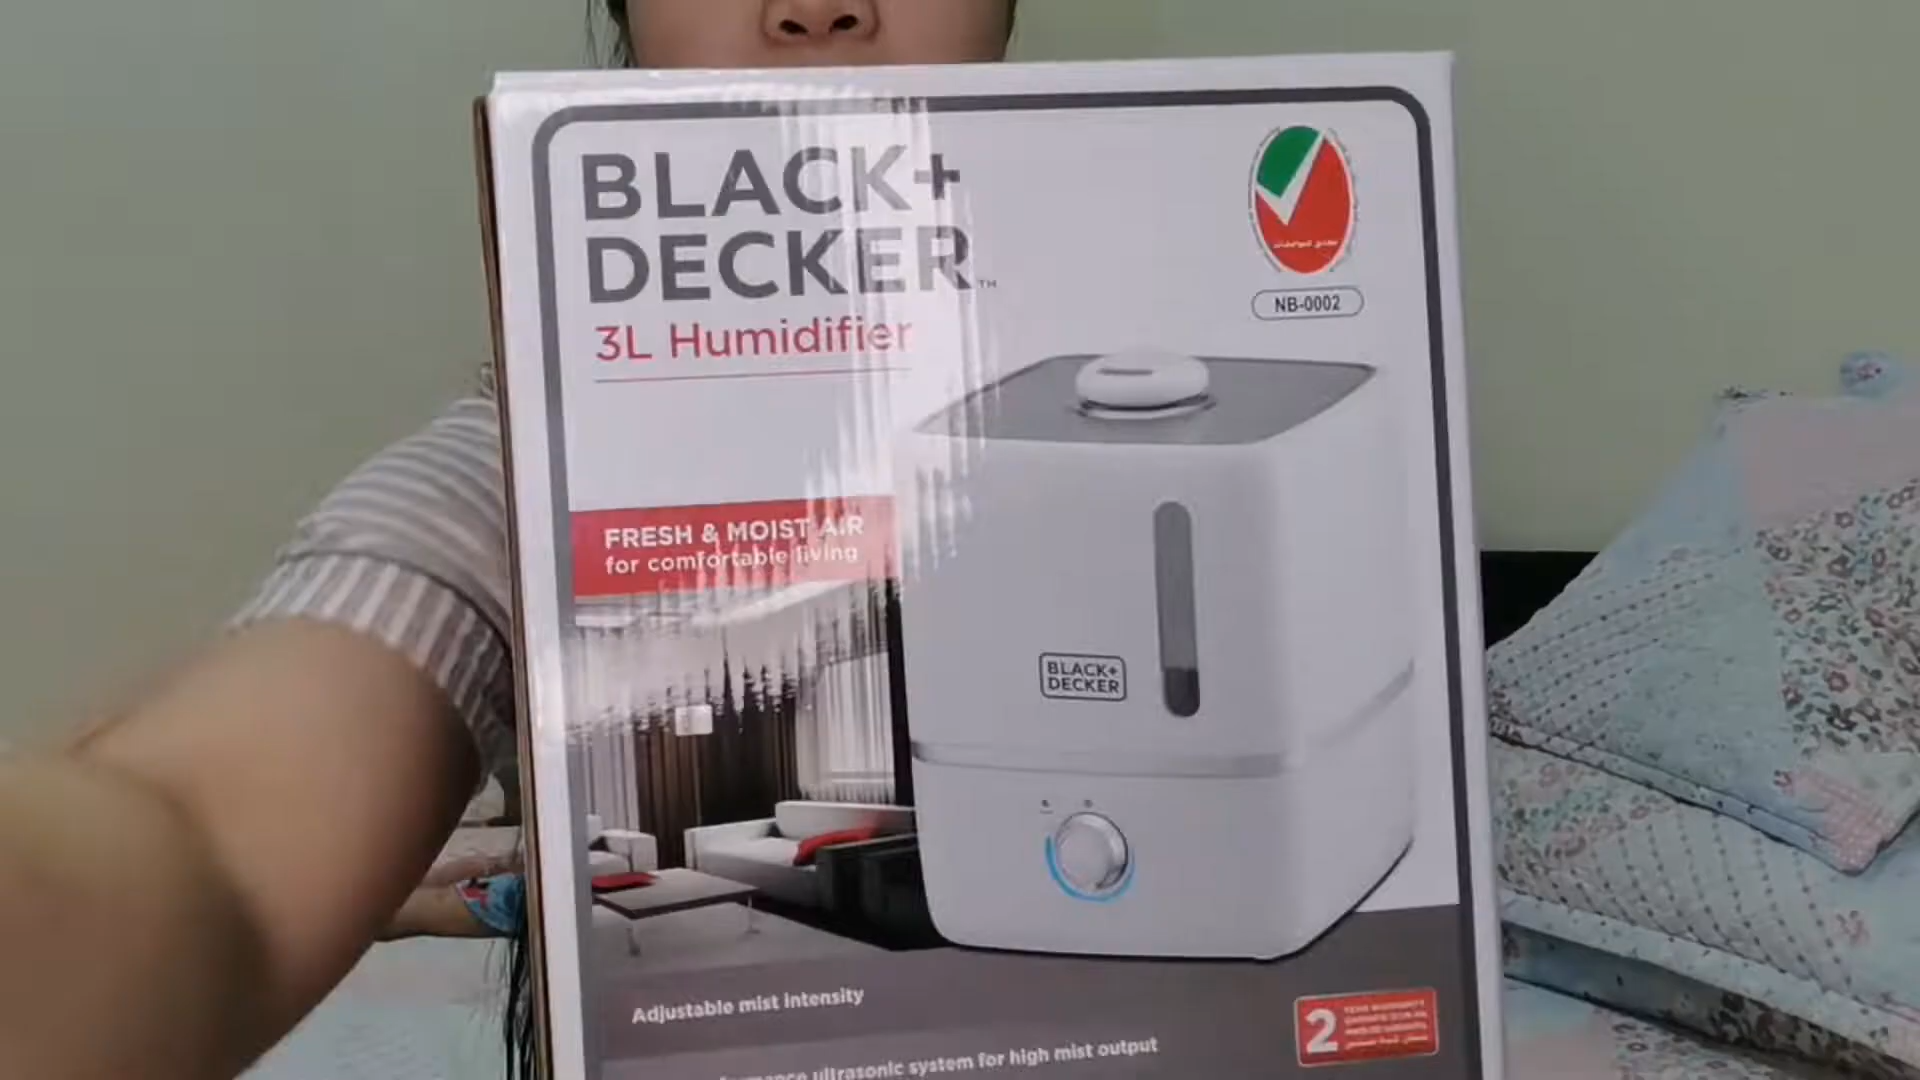 BLACK+
DECKER™
3L Humidifier
NB-0002
FRESH & MOIST AIR
for comfortable living
BLACK+
DECKER
Adjustable mist intensity
ultrasonic system for high mist output
2